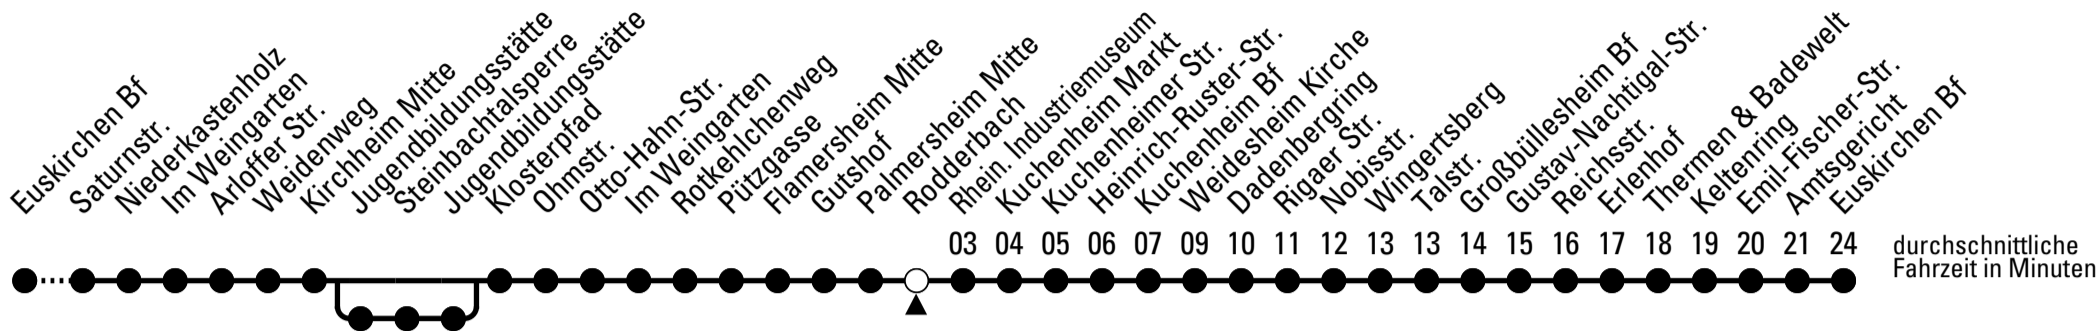 Euskirchen Bf
Saturnstr.
Niederkastenholz
Im Weingarten
Arloffer Str.
Weidenweg
Kirchheim Mitte
Jugendbildungsstätte
Steinbachtalsperre
Jugendbildungsstätte
Klosterpfad
Ohmstr.
Otto-Hahn-Str.
Im Weingarten
Rotkehlchenweg
Pützgasse
Flamersheim Mitte
Gutshof
Palmersheim Mitte
Rodderbach
Rhein. Industriemuseum
Kuchenheim Markt
Kuchenheimer Str.
Heinrich-Ruster-Str.
Kuchenheim Bf
Weidesheim Kirche
Dadenbergring
Rigaer Str.
Nobisstr.
Wingertsberg
Talstr.
Großbüllesheim Bf
Gustav-Nachtigal-Str.
Reichsstr.
Erlenhof
Thermen & Badewelt
Keltenring
Emil-Fischer-Str.
Amtsgericht
Euskirchen Bf
03 04 05 06 07 09 10 11 12 13 13 14 15 16 17 18 19 20 21 24
durchschnittliche
Fahrzeit in Minuten